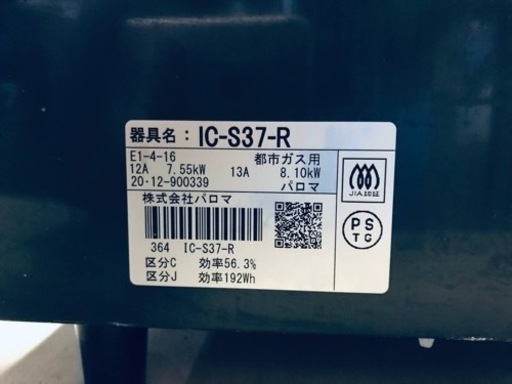 器具名：IC-S37-R
E1-4-16 都市ガス用
12A 7.55kW 13A 8.10kW
20·12-900339 パロマ
株式会社パロマ
364 IC-S37-R
区分C 効率56.3%
区分J 効率192Wh
JIA認証
PS
TG